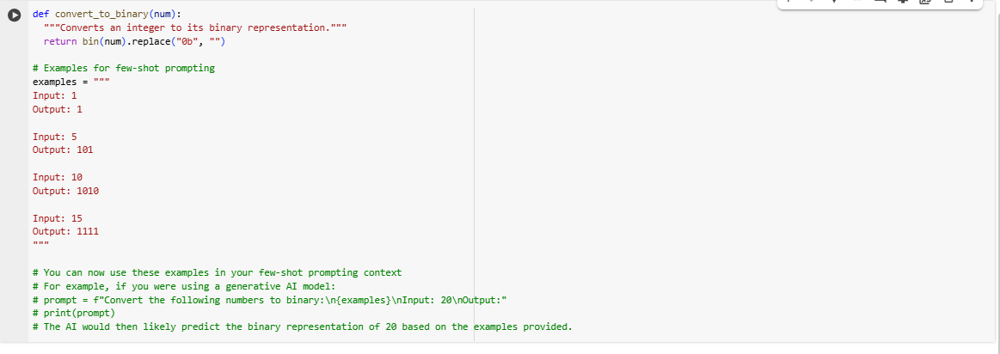 def convert_to_binary(num):
  """Converts an integer to its binary representation."""
  return bin(num).replace("0b", "")

# Examples for few-shot prompting
examples = """
Input: 1
Output: 1

Input: 5
Output: 101

Input: 10
Output: 1010

Input: 15
Output: 1111
"""

# You can now use these examples in your few-shot prompting context
# For example, if you were using a generative AI model:
# prompt = f"Convert the following numbers to binary:\n{examples}\nInput: 20\nOutput:"
# print(prompt)
# The AI would then likely predict the binary representation of 20 based on the examples provided.